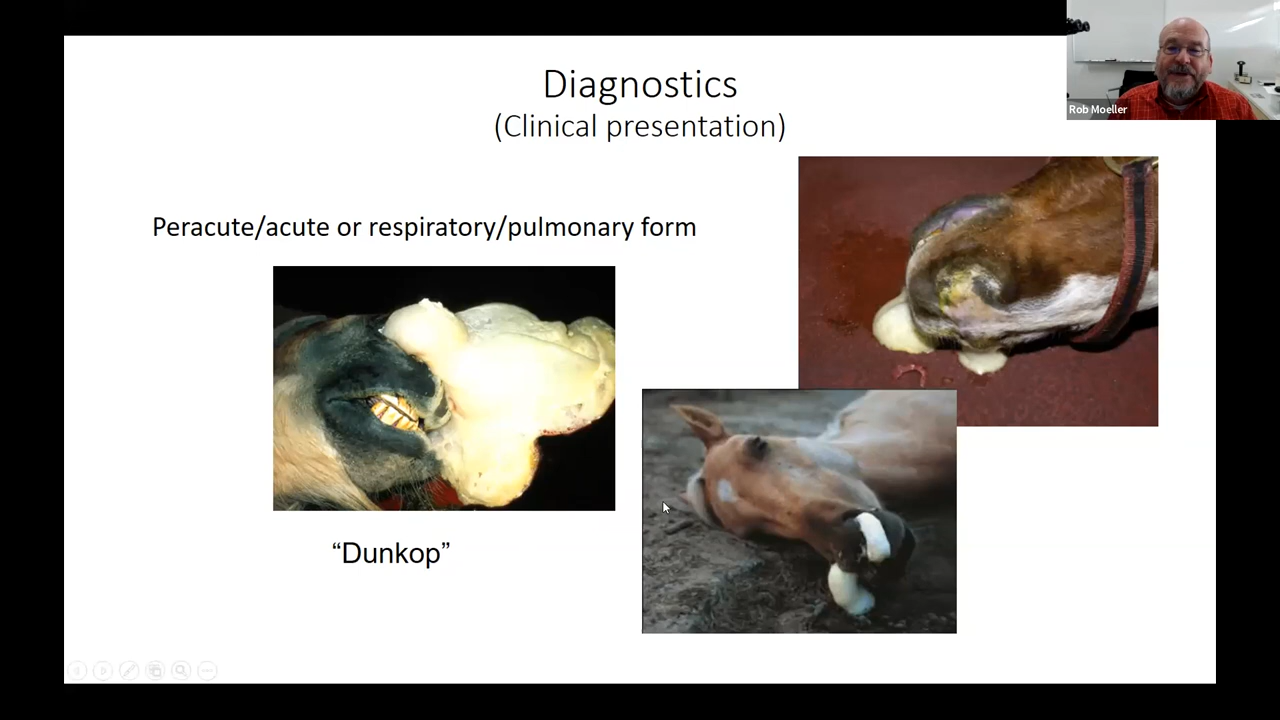 Diagnostics
(Clinical presentation)
Rob Moeller
Peracute/acute or respiratory/pulmonary form
“Dunkop”